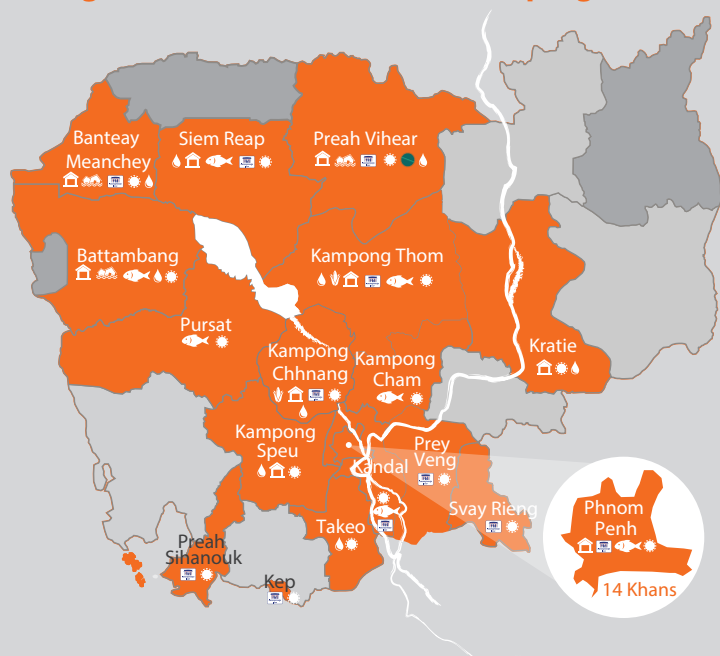 Banteay
Meanchey
Siem Reap
Preah Vihear
Battambang
Kampong Thom
Pursat
Kampong
Chhnang
Kampong
Cham
Kratie
Kampong
Speu
Prey
Veng
Kandal
Svay Rieng
Takeo
Preah
Sihanouk
Kep
Phnom
Penh
14 Khans